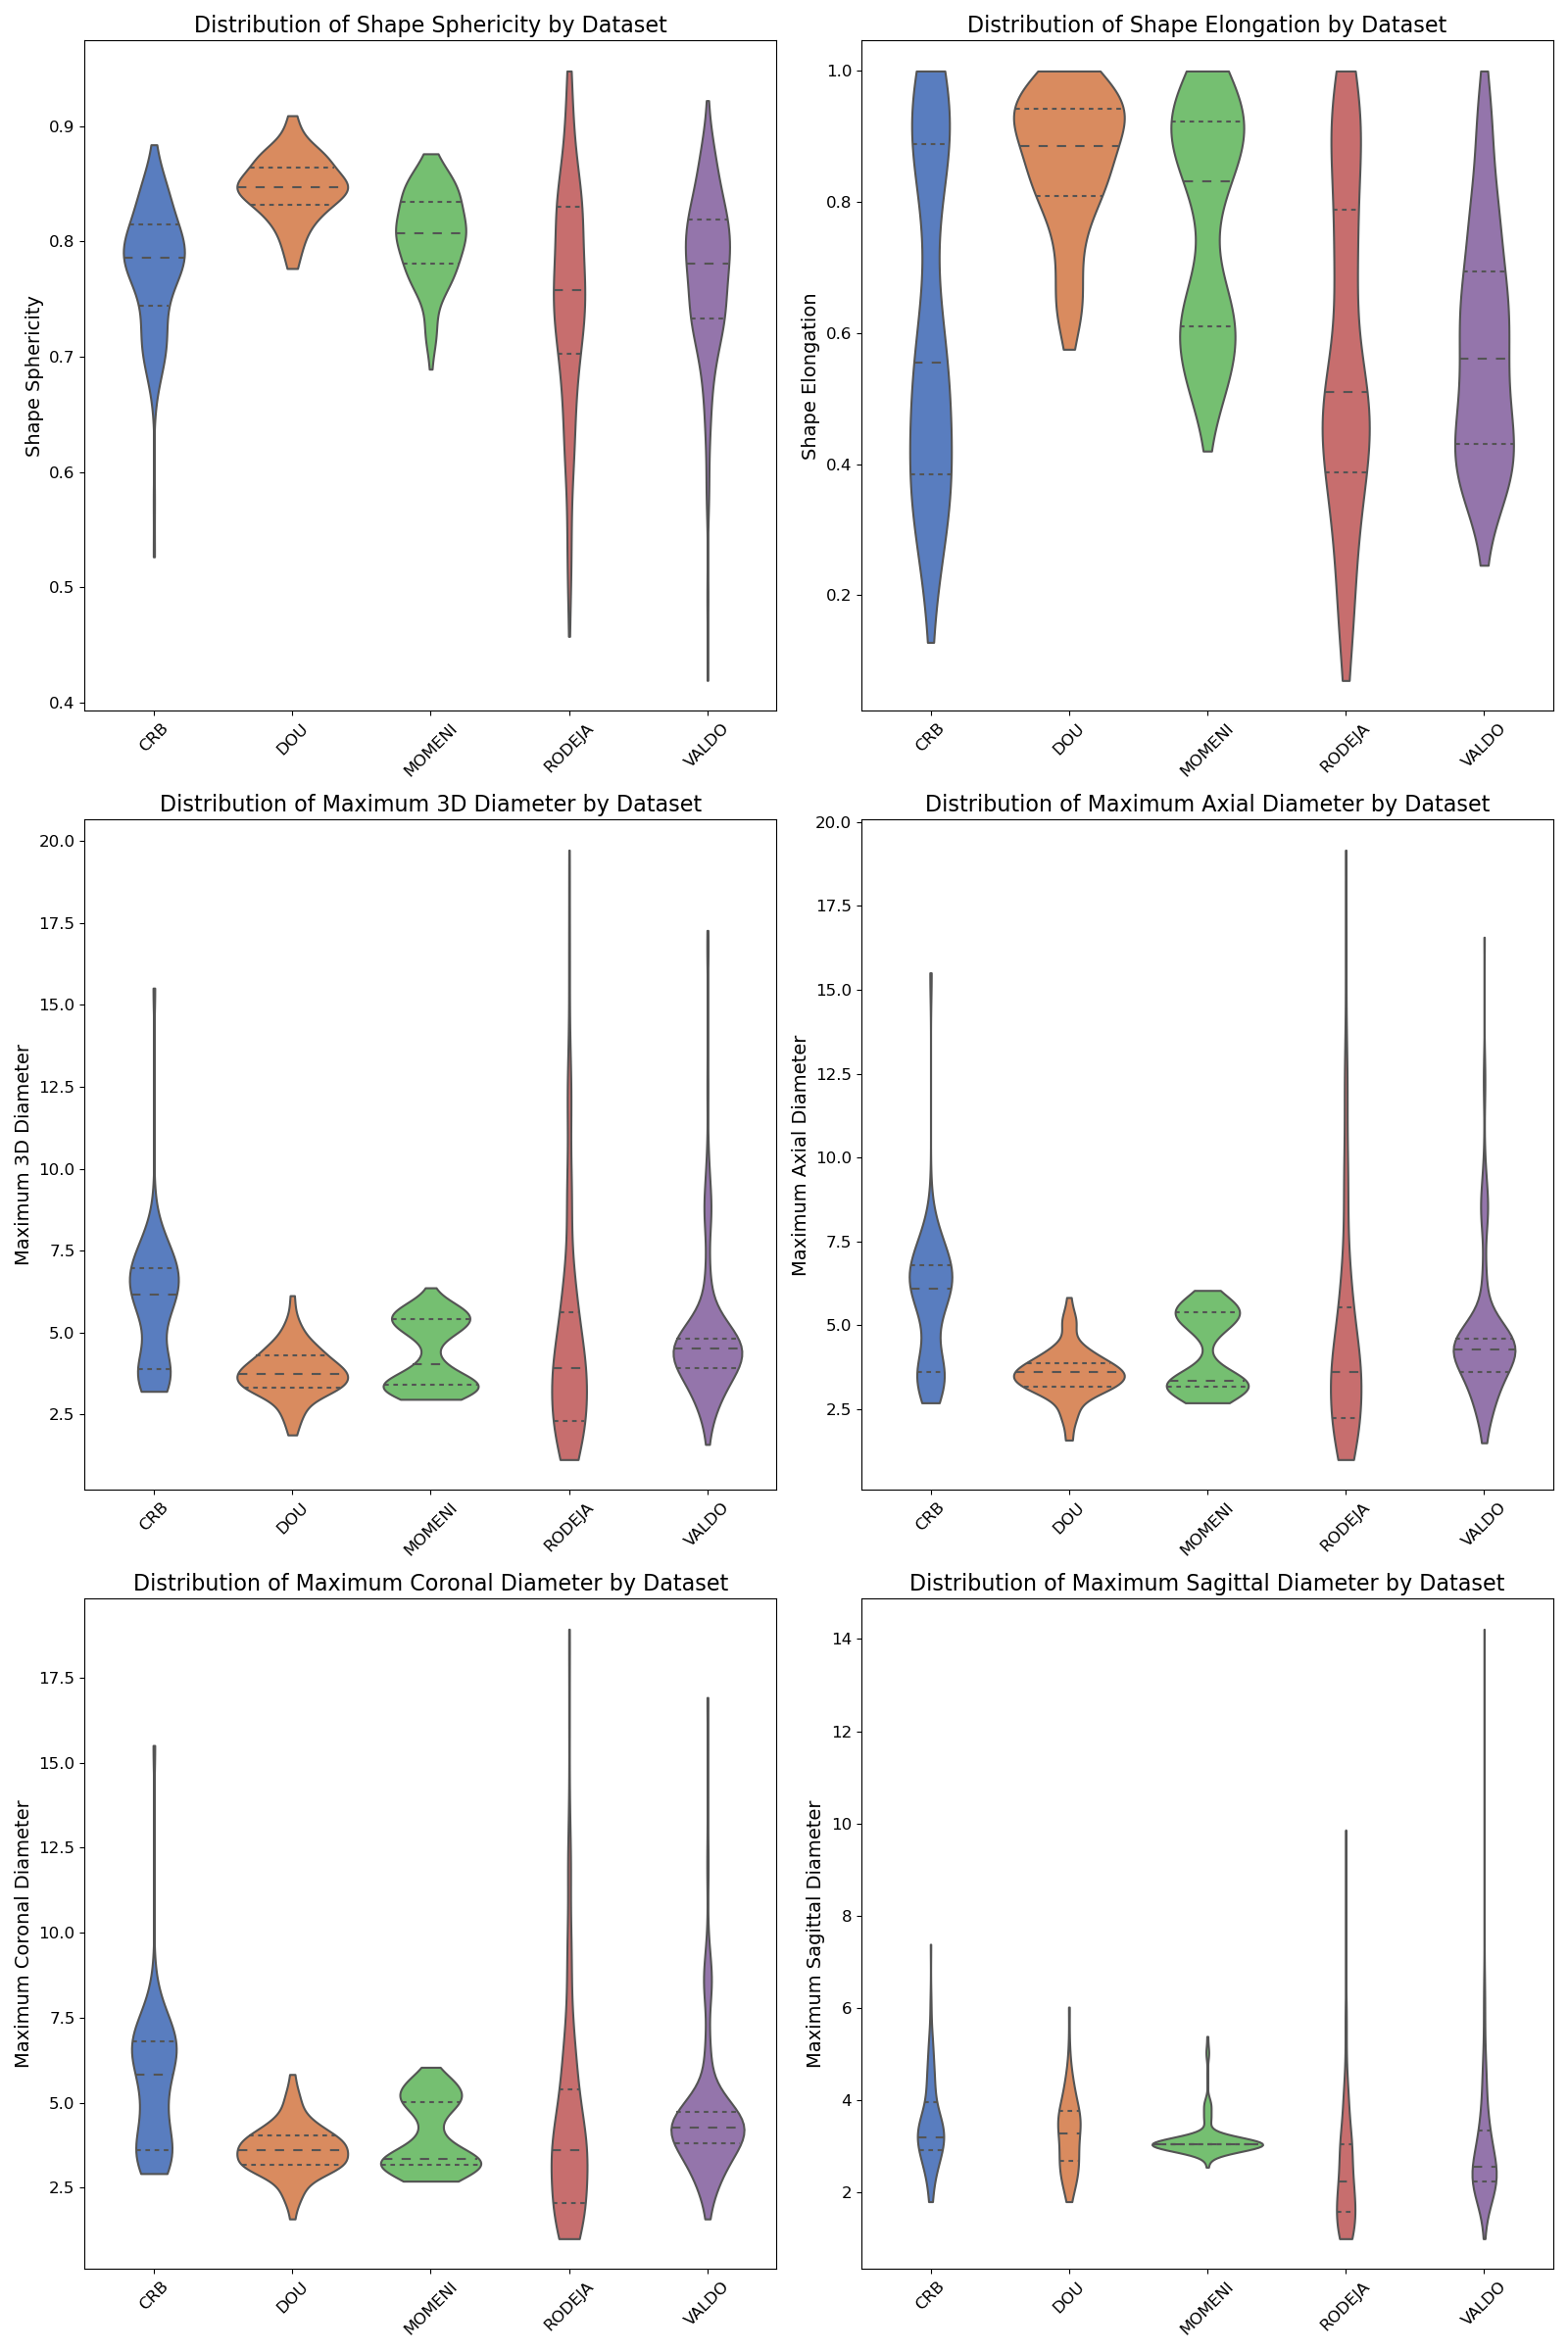 Distribution of Shape Sphericity by Dataset
Shape Sphericity
0.9
0.8
0.7
0.6
0.5
0.4
CRB
DOU
MOMENI
RODEJA
VALDO
Distribution of Shape Elongation by Dataset
Shape Elongation
1.0
0.8
0.6
0.4
0.2
CRB
DOU
MOMENI
RODEJA
VALDO
Distribution of Maximum 3D Diameter by Dataset
Maximum 3D Diameter
20.0
17.5
15.0
12.5
10.0
7.5
5.0
2.5
CRB
DOU
MOMENI
RODEJA
VALDO
Distribution of Maximum Axial Diameter by Dataset
Maximum Axial Diameter
20.0
17.5
15.0
12.5
10.0
7.5
5.0
2.5
CRB
DOU
MOMENI
RODEJA
VALDO
Distribution of Maximum Coronal Diameter by Dataset
Maximum Coronal Diameter
17.5
15.0
12.5
10.0
7.5
5.0
2.5
CRB
DOU
MOMENI
RODEJA
VALDO
Distribution of Maximum Sagittal Diameter by Dataset
Maximum Sagittal Diameter
14
12
10
8
6
4
2
CRB
DOU
MOMENI
RODEJA
VALDO